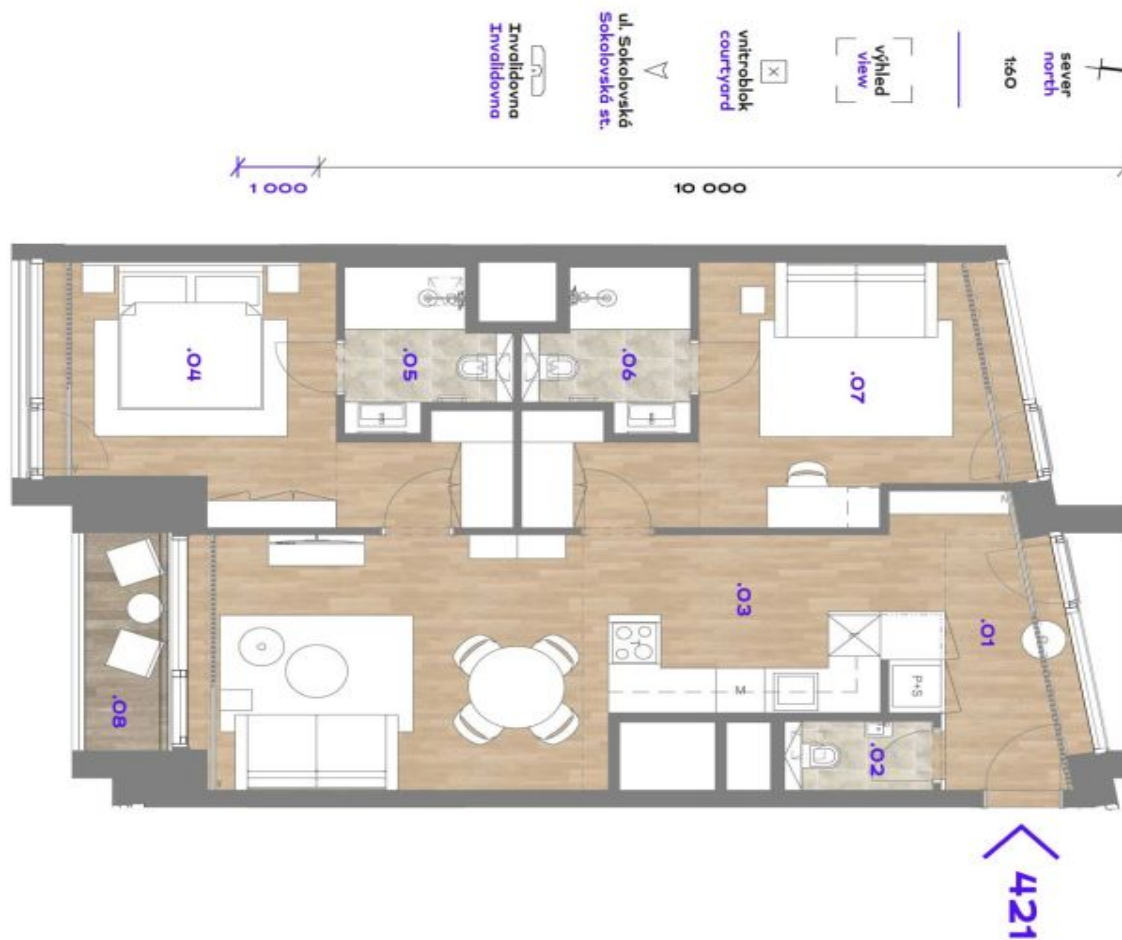 sever
north
1:60
výhled
view
X
vnitroblok
courtyard
ul. Sokolovská
Sokolovská st.
Invalidovna
Invalidovna
1 000
10 000
.04
.05
.06
.07
.03
.01
.08
M
P+S
.02
421